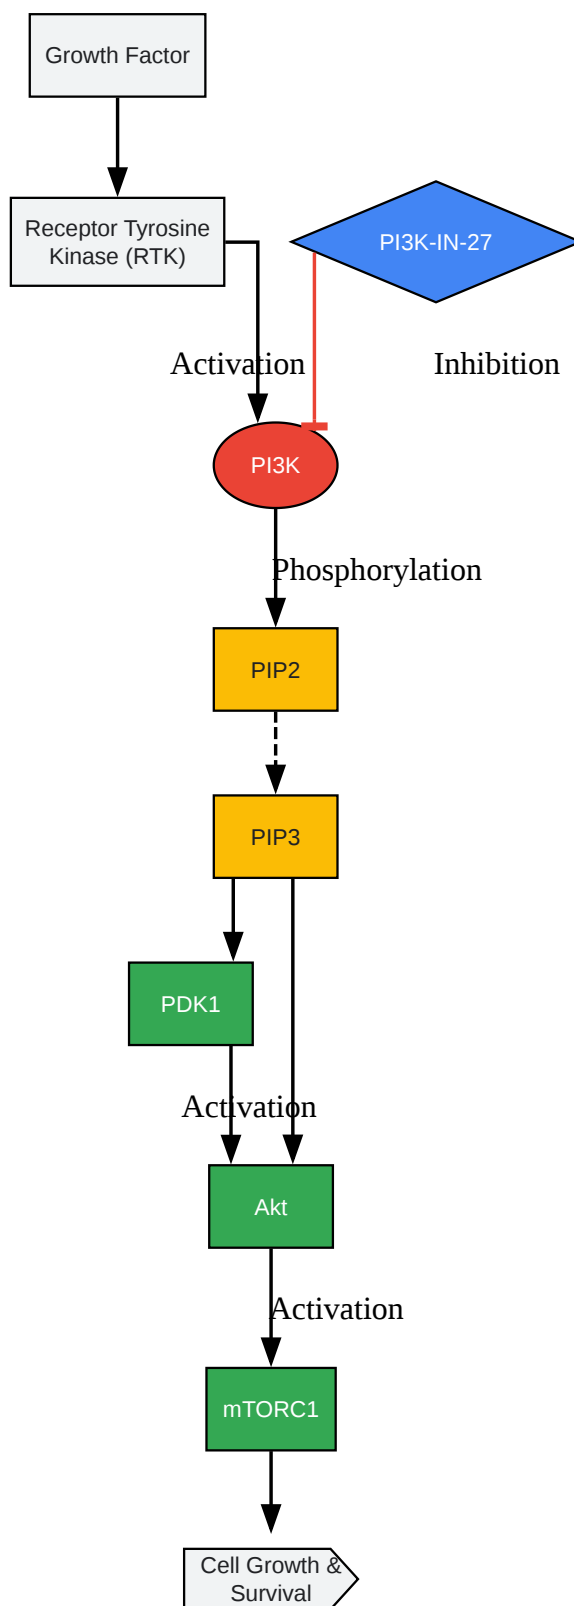 Growth Factor
Receptor Tyrosine
Kinase (RTK)
PI3K-IN-27
Activation
Inhibition
PI3K
Phosphorylation
PIP2
PIP3
PDK1
Activation
Akt
Activation
mTORC1
Cell Growth &
Survival